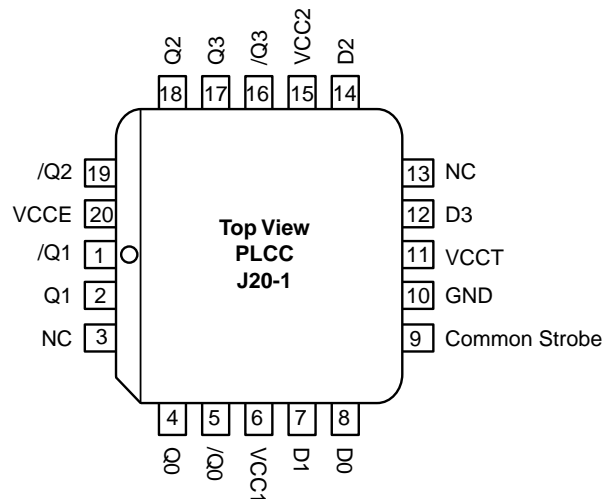 Q2 Q3 /Q3 VCC2 D2
18 17 16 15 14
/Q2 19 13 NC
VCCE 20 12 D3
/Q1 1 11 VCCT
Q1 2 10 GND
NC 3 9 Common Strobe
Top View
PLCC
J20-1
4 5 6 7 8
Q0 /Q0 VCC1 D1 D0